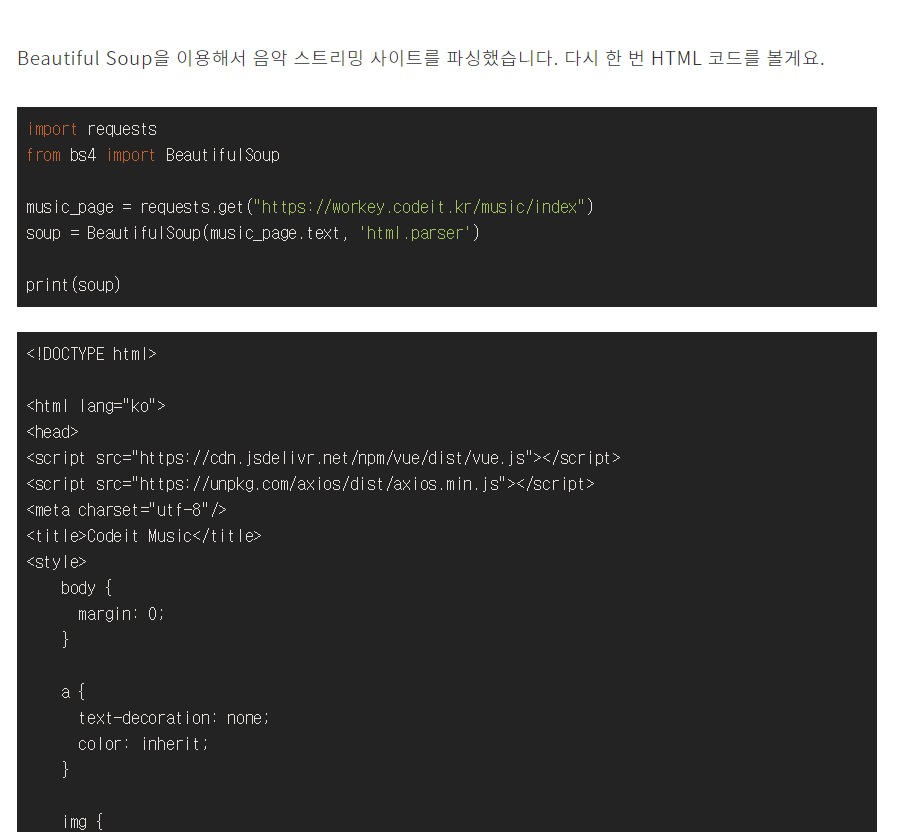 Beautiful Soup을 이용해서 음악 스트리밍 사이트를 파싱했습니다. 다시 한 번 HTML 코드를 볼게요.
import requests
from bs4 import BeautifulSoup
music_page = requests.get("https://workey.codeit.kr/music/index")
soup = BeautifulSoup(music_page.text, 'html.parser')
print(soup)
<!DOCTYPE html>
<html lang="ko">
<head>
<script src="https://cdn.jsdelivr.net/npm/vue/dist/vue.js"></script>
<script src="https://unpkg.com/axios/dist/axios.min.js"></script>
<meta charset="utf-8"/>
<title>Codeit Music</title>
<style>
    body {
      margin: 0;
    }
    a {
      text-decoration: none;
      color: inherit;
    }
    img {